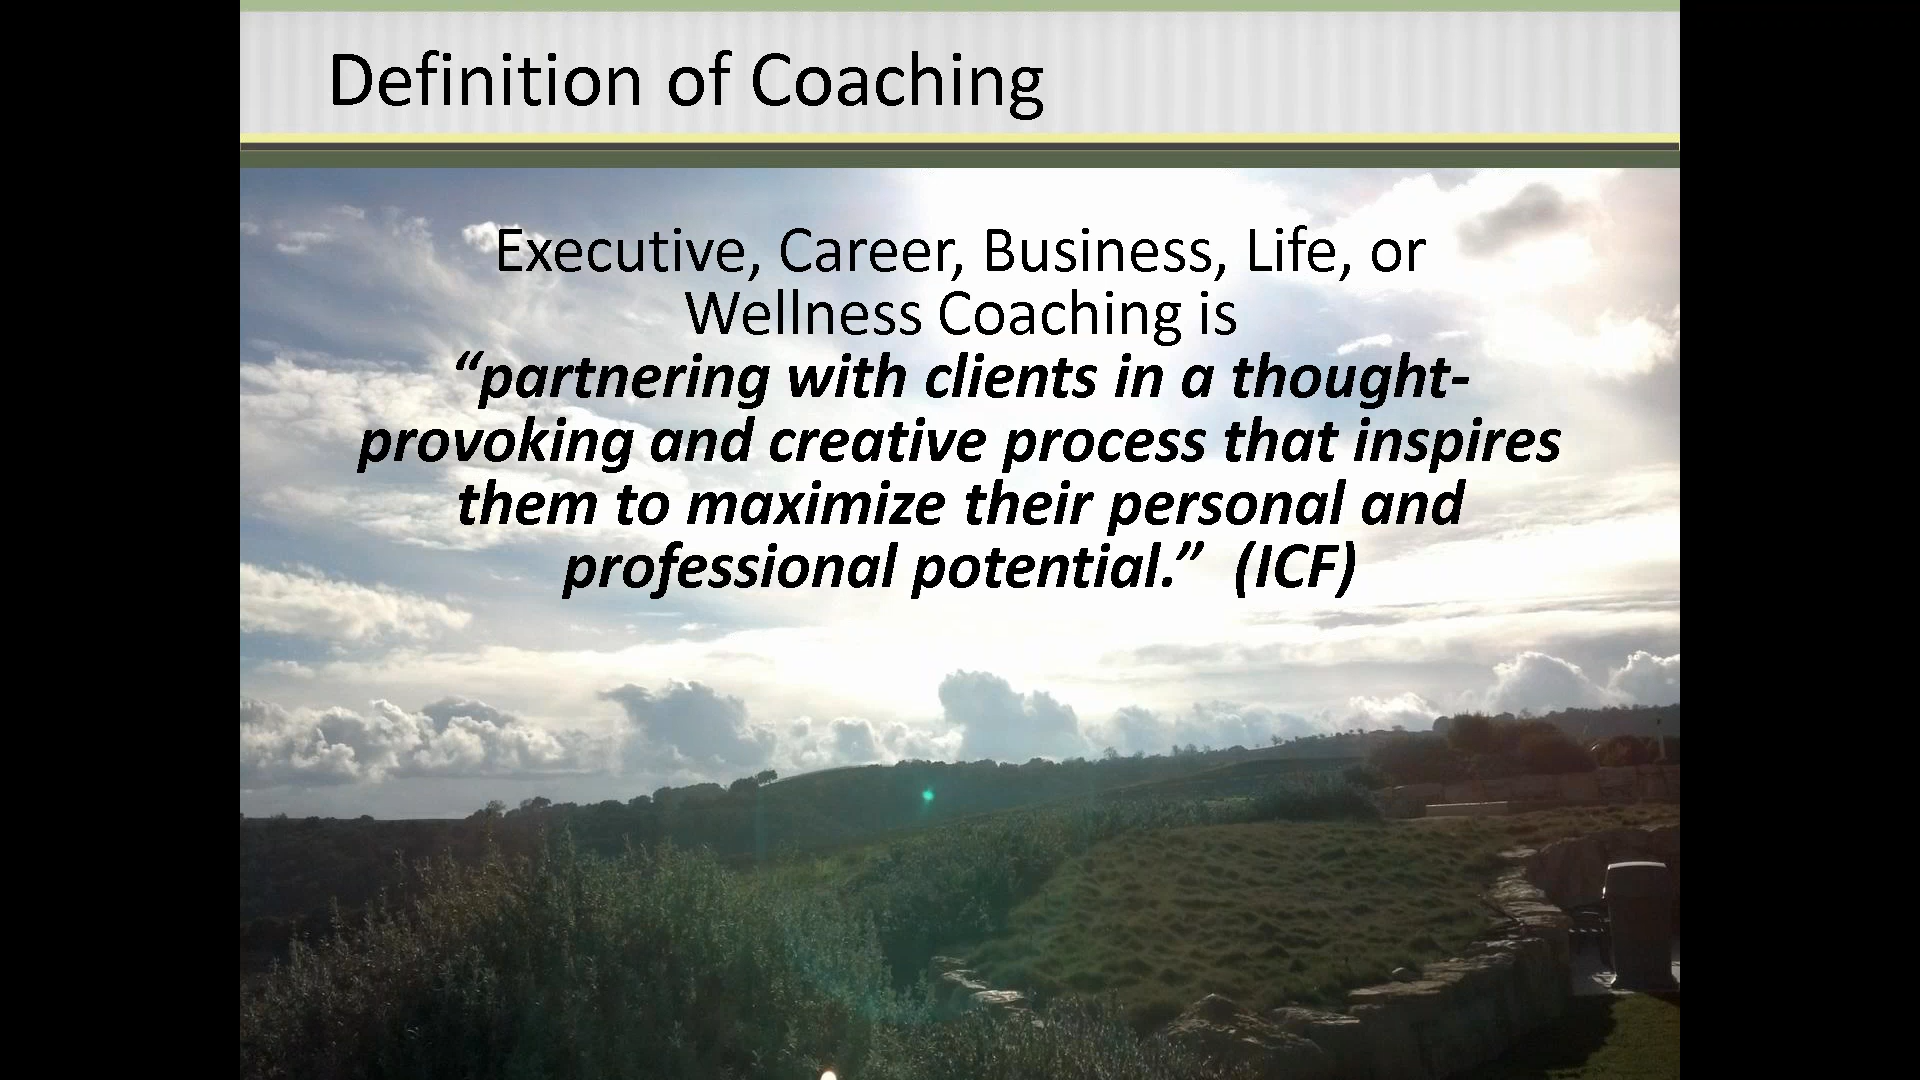 Definition of Coaching
Executive, Career, Business, Life, or
Wellness Coaching is
“partnering with clients in a thought-
provoking and creative process that inspires
them to maximize their personal and
professional potential.”  (ICF)